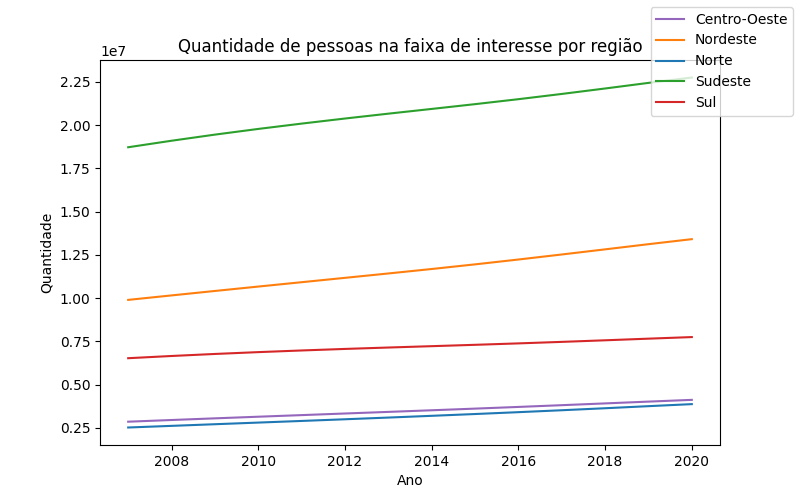 Quantidade de pessoas na faixa de interesse por região
1e7
Centro-Oeste
Nordeste
Norte
Sudeste
Sul
2.25
2.00
1.75
1.50
1.25
1.00
0.75
0.50
0.25
Quantidade
2008 2010 2012 2014 2016 2018 2020
Ano